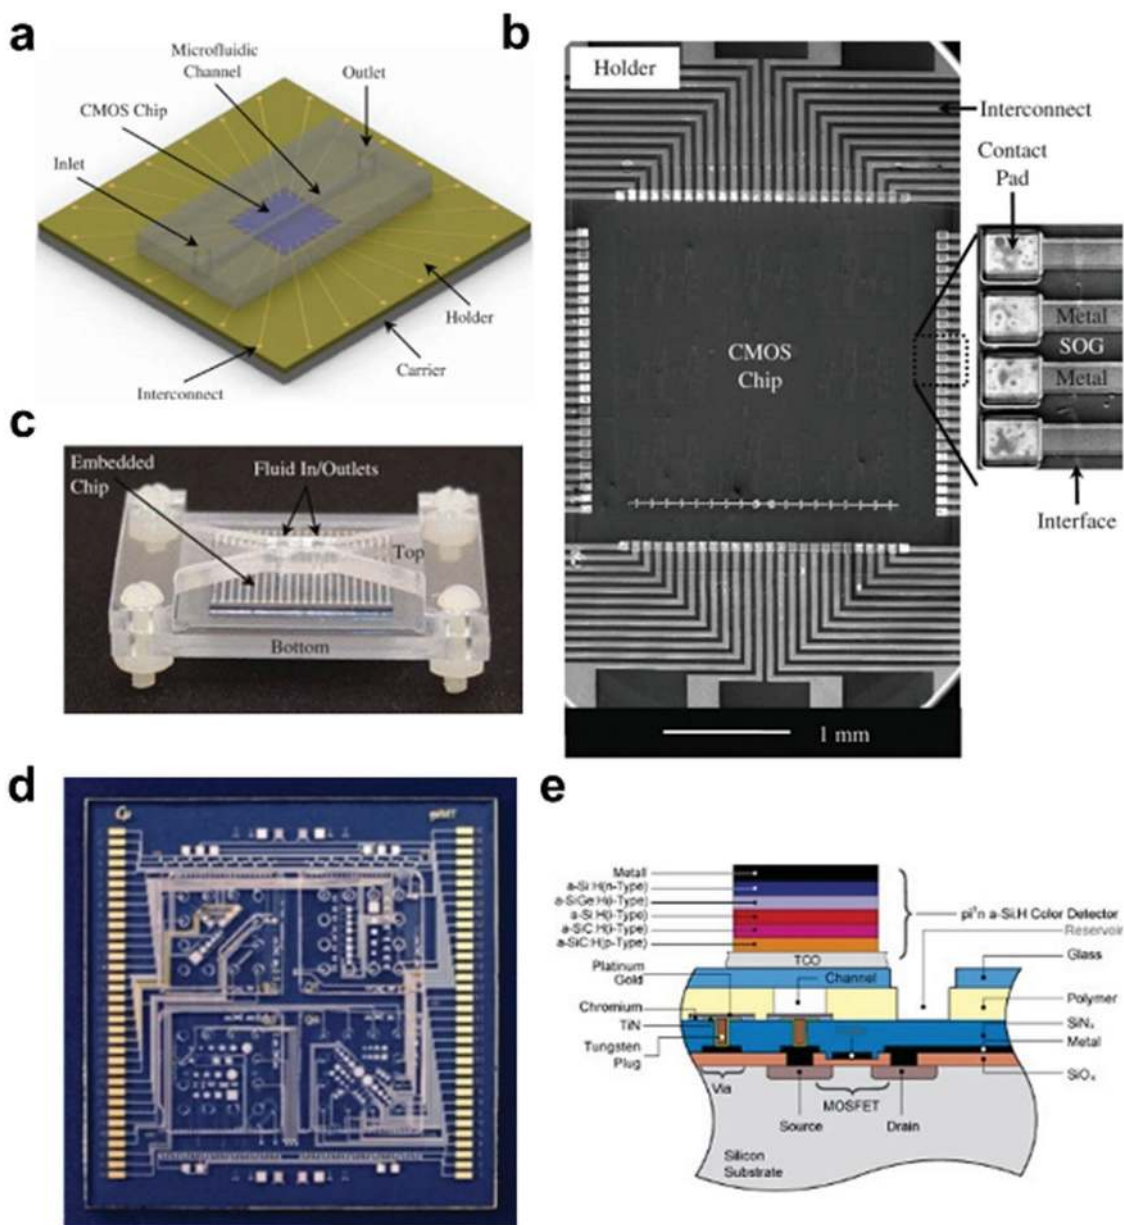 a
Microfluidic
Channel
Outlet
CMOS Chip
Inlet
Holder
Carrier
Interconnect
b
Holder
Interconnect
Contact
Pad
Metal
SOG
Metal
CMOS
Chip
Interface
1 mm
c
Embedded
Chip
Fluid In/Outlets
Top
Bottom
d
e
Metall
a-Si:H(n-Type)
a-SiGe:H(i-Type)
a-Si:H(i-Type)
a-SiC:H(i-Type)
a-SiC:H(p-Type)
TCO
Platinum
Gold
Channel
Chromium
TiN
Tungsten
Plug
Via
Source
MOSFET
Drain
Silicon
Substrate
Color Detector
Reservoir
Glass
Polymer
SiNₓ
Metal
SiOₓ